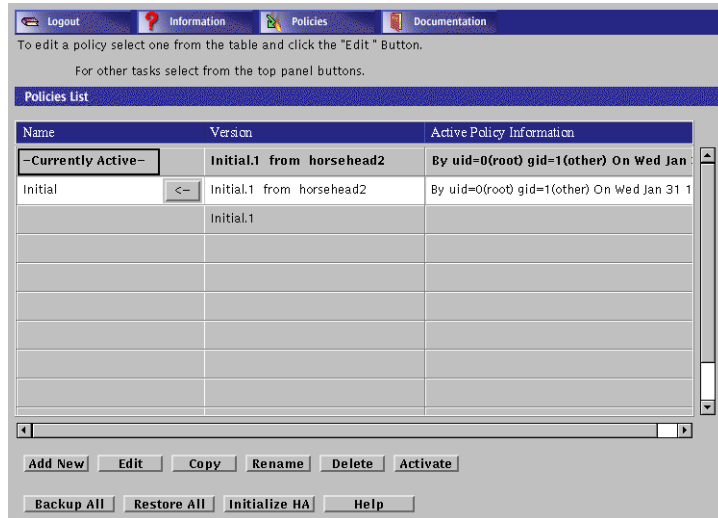 Logout Information Policies Documentation
To edit a policy select one from the table and click the "Edit " Button.
For other tasks select from the top panel buttons.
Policies List
Name Version Active Policy Information
–Currently Active– Initial.1 from horsehead2 By uid=0(root) gid=1(other) On Wed Jan
Initial <– Initial.1 from horsehead2 By uid=0(root) gid=1(other) On Wed Jan 31 1
Initial.1
Add New Edit Copy Rename Delete Activate
Backup All Restore All Initialize HA Help